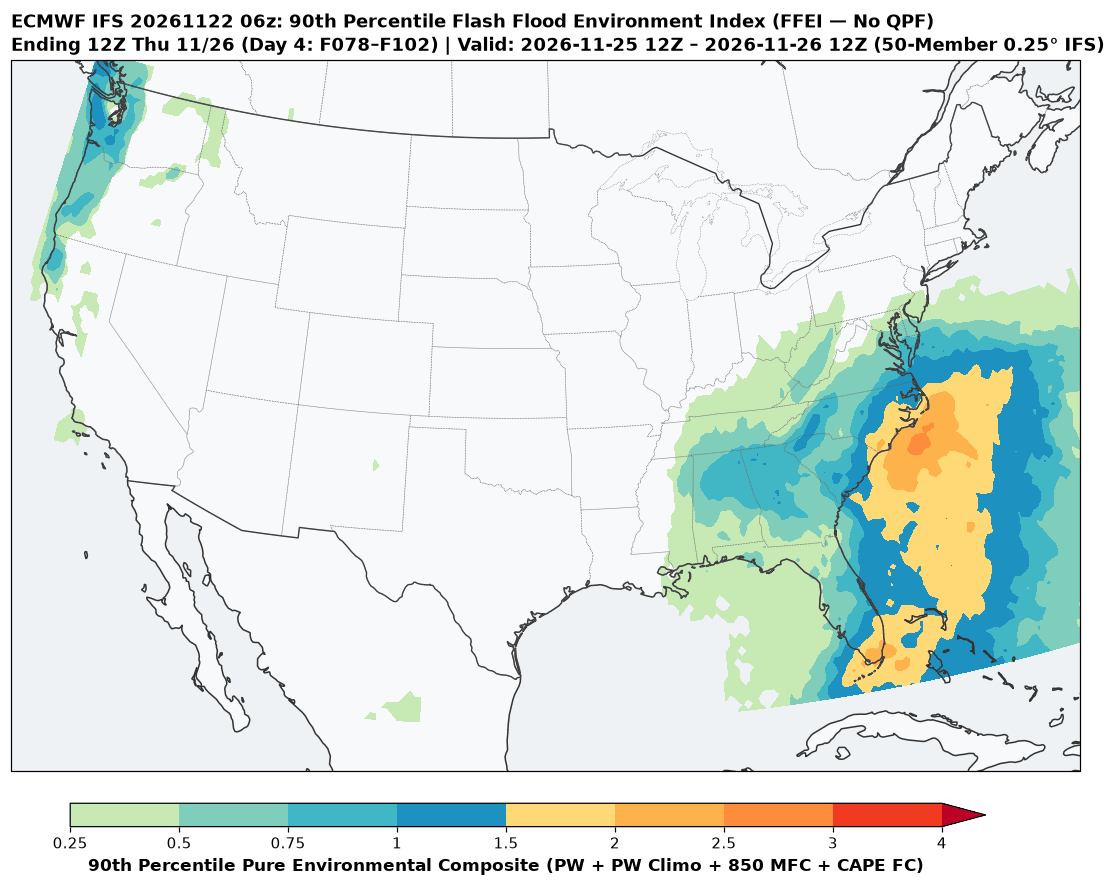 ECMWF IFS 20261122 06z: 90th Percentile Flash Flood Environment Index (FFEI — No QPF)
Ending 12Z Thu 11/26 (Day 4: F078–F102) | Valid: 2026-11-25 12Z – 2026-11-26 12Z (50-Member 0.25° IFS)
0.25 0.5 0.75 1 1.5 2 2.5 3 4
90th Percentile Pure Environmental Composite (PW + PW Climo + 850 MFC + CAPE FC)